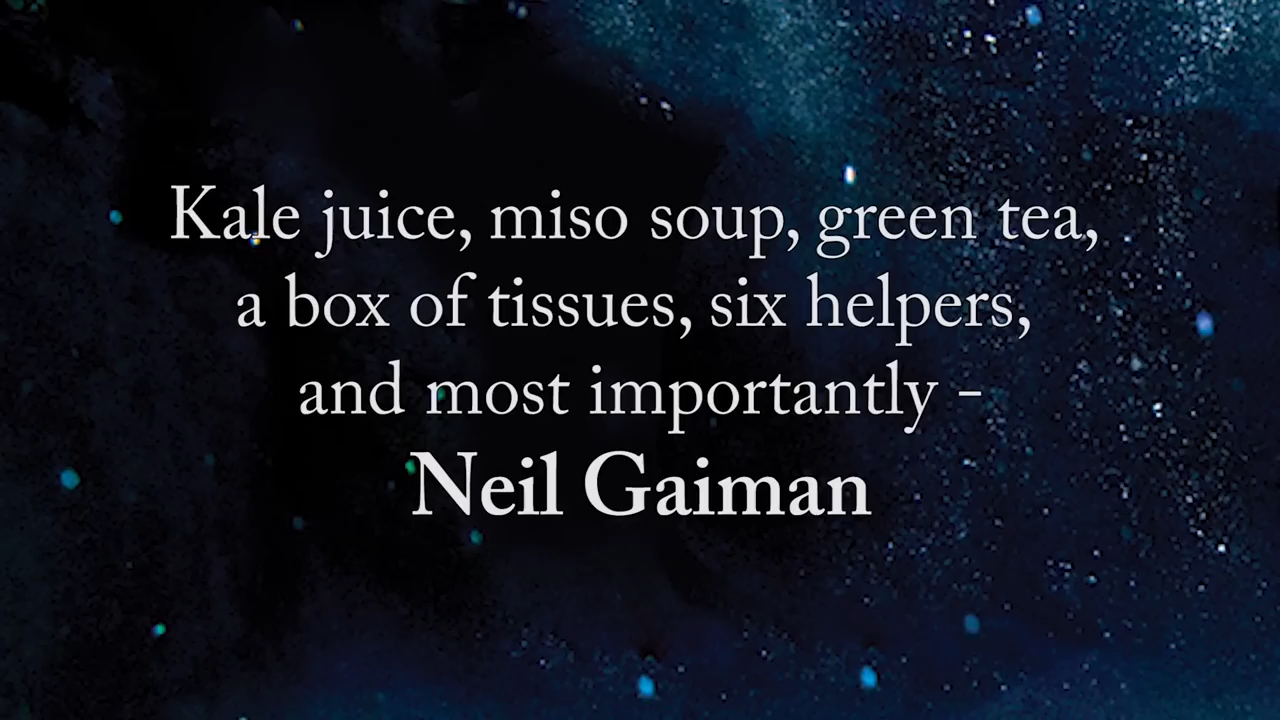 Kale juice, miso soup, green tea,
a box of tissues, six helpers,
and most importantly -
Neil Gaiman